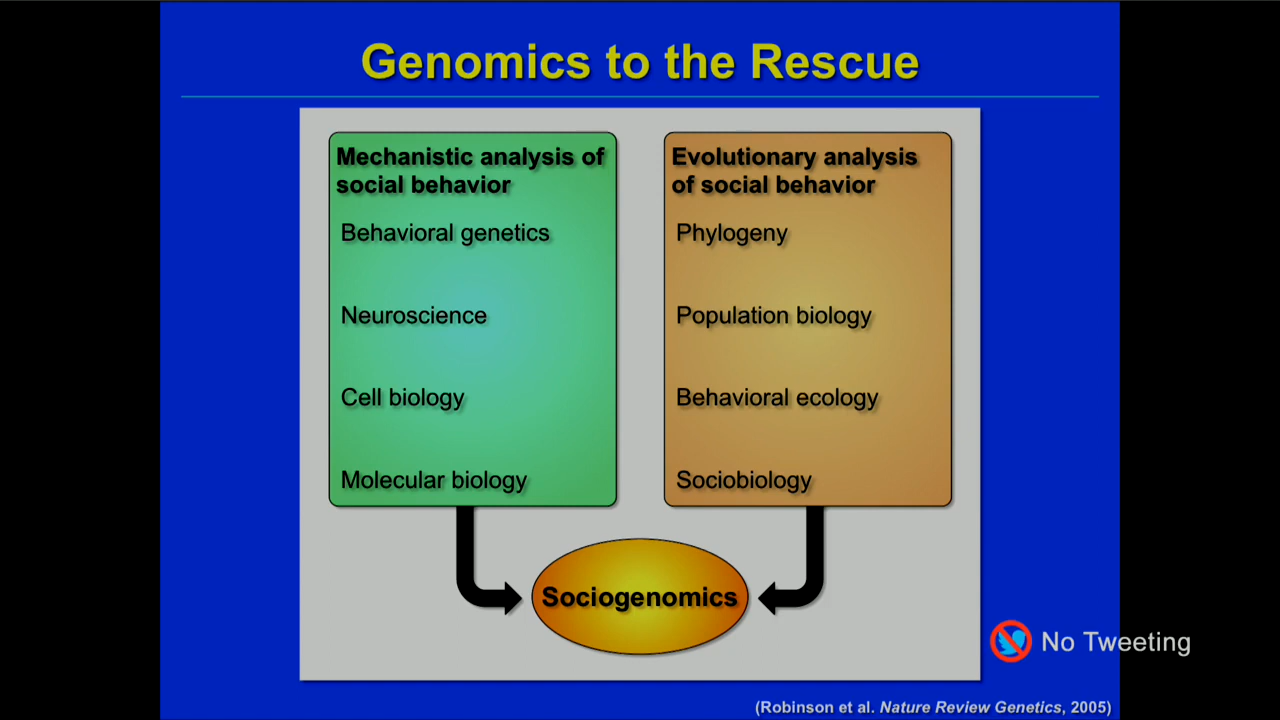 Genomics to the Rescue
Mechanistic analysis of
social behavior
Behavioral genetics
Neuroscience
Cell biology
Molecular biology
Evolutionary analysis
of social behavior
Phylogeny
Population biology
Behavioral ecology
Sociobiology
Sociogenomics
No Tweeting
(Robinson et al. Nature Review Genetics, 2005)